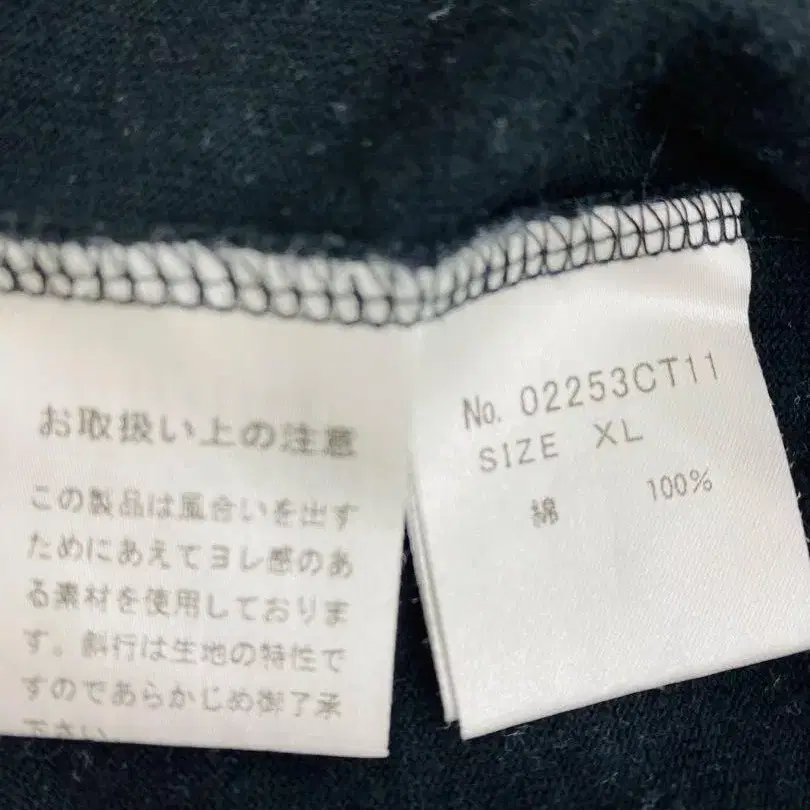 お取扱い上の注意
この製品は風合いを出す
ためにあえてヨレ感のあ
る素材を使用しておりま
す。斜行は生地の特性で
すのであらかじめ御了承
下さい
No. 02253CT11
SIZE XL
綿 100%